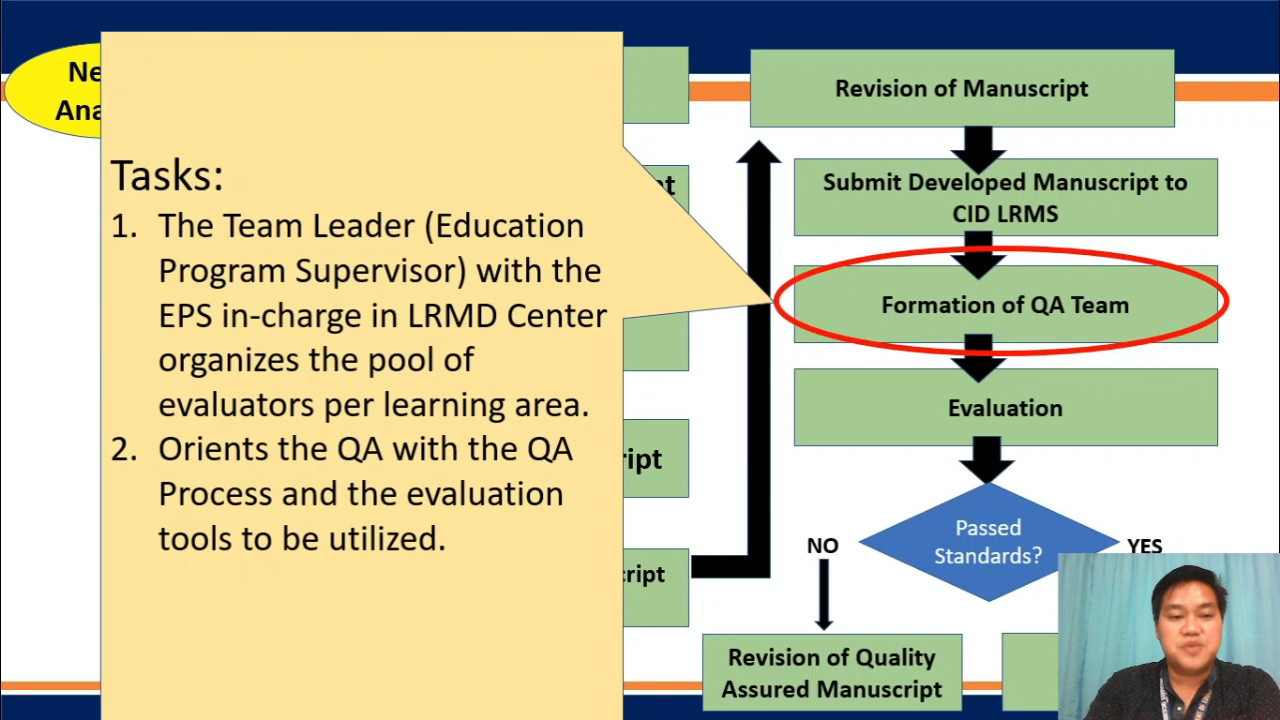 Tasks:
1. The Team Leader (Education
Program Supervisor) with the
EPS in-charge in LRMD Center
organizes the pool of
evaluators per learning area.
2. Orients the QA with the QA
Process and the evaluation
tools to be utilized.
Revision of Manuscript
Submit Developed Manuscript to
CID LRMS
Formation of QA Team
Evaluation
Passed
Standards?
NO
YES
Revision of Quality
Assured Manuscript